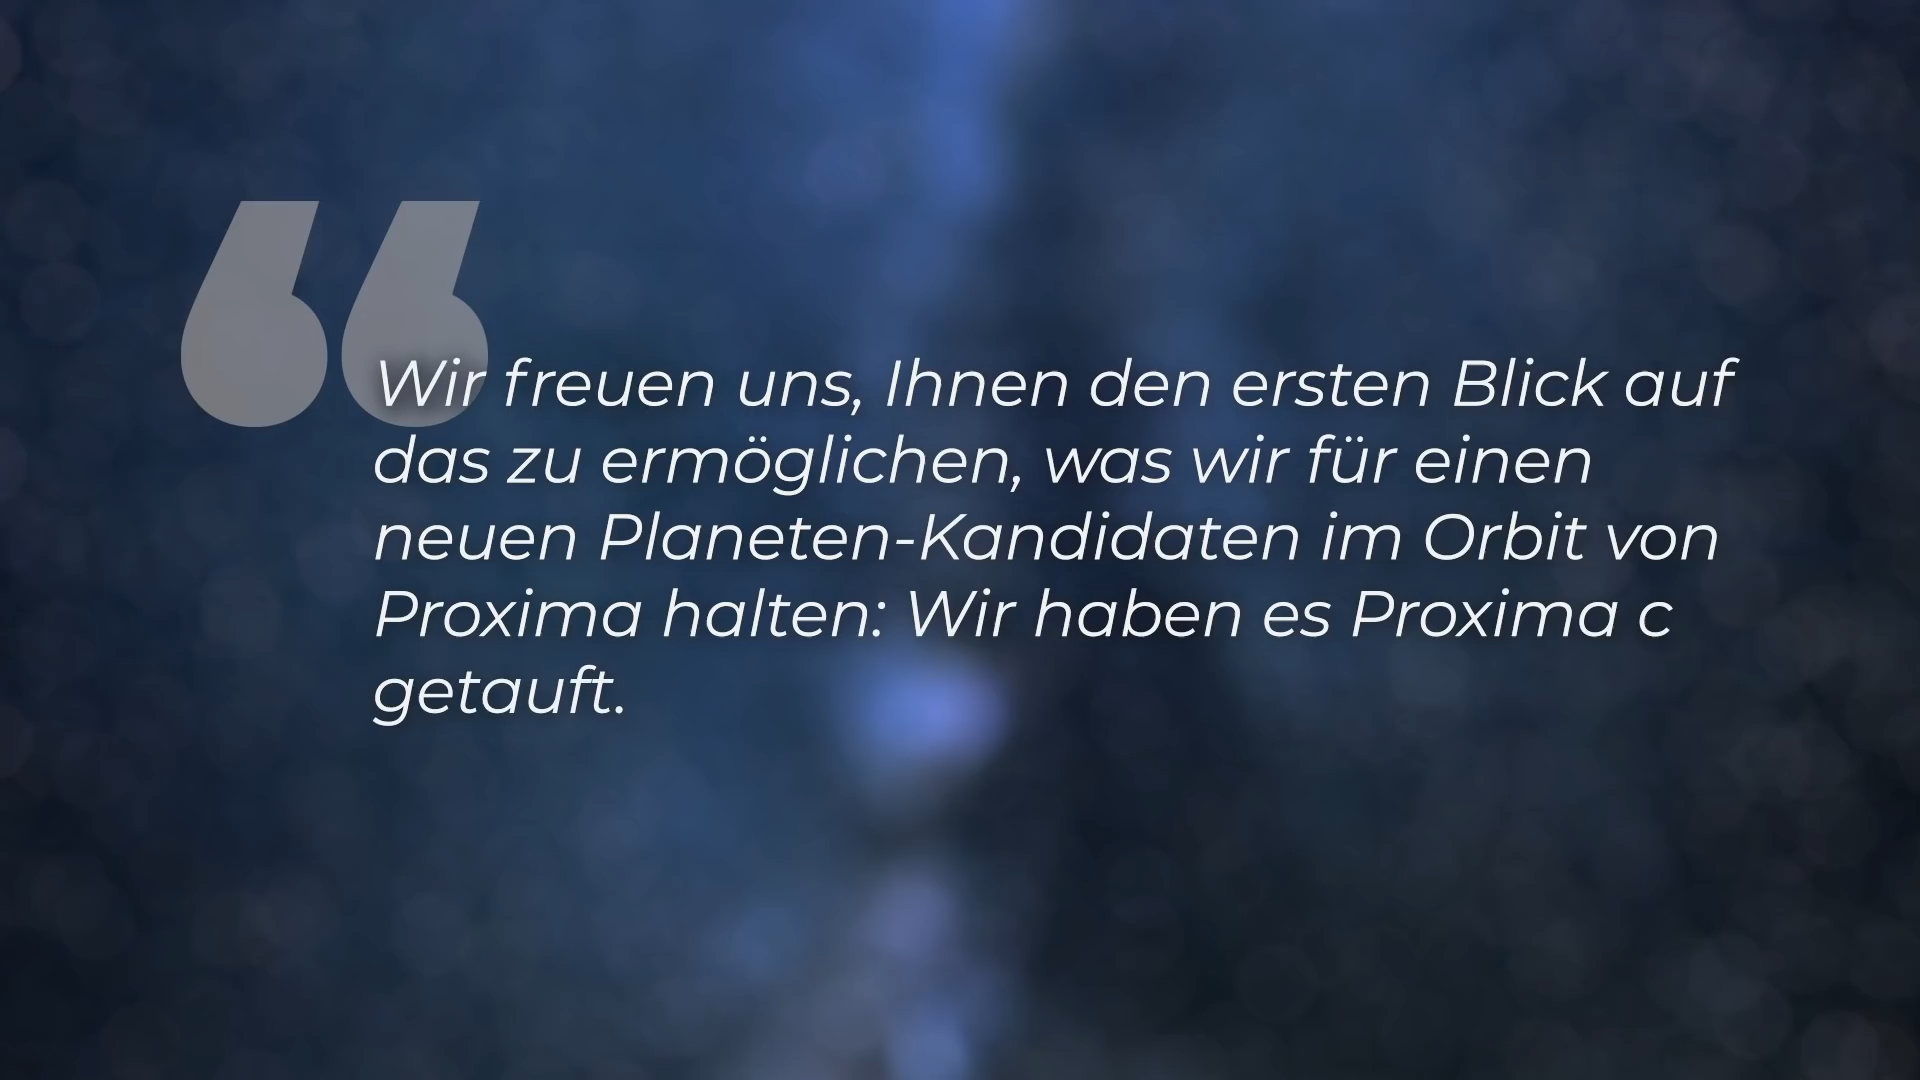 Wir freuen uns, Ihnen den ersten Blick auf
das zu ermöglichen, was wir für einen
neuen Planeten-Kandidaten im Orbit von
Proxima halten: Wir haben es Proxima c
getauft.